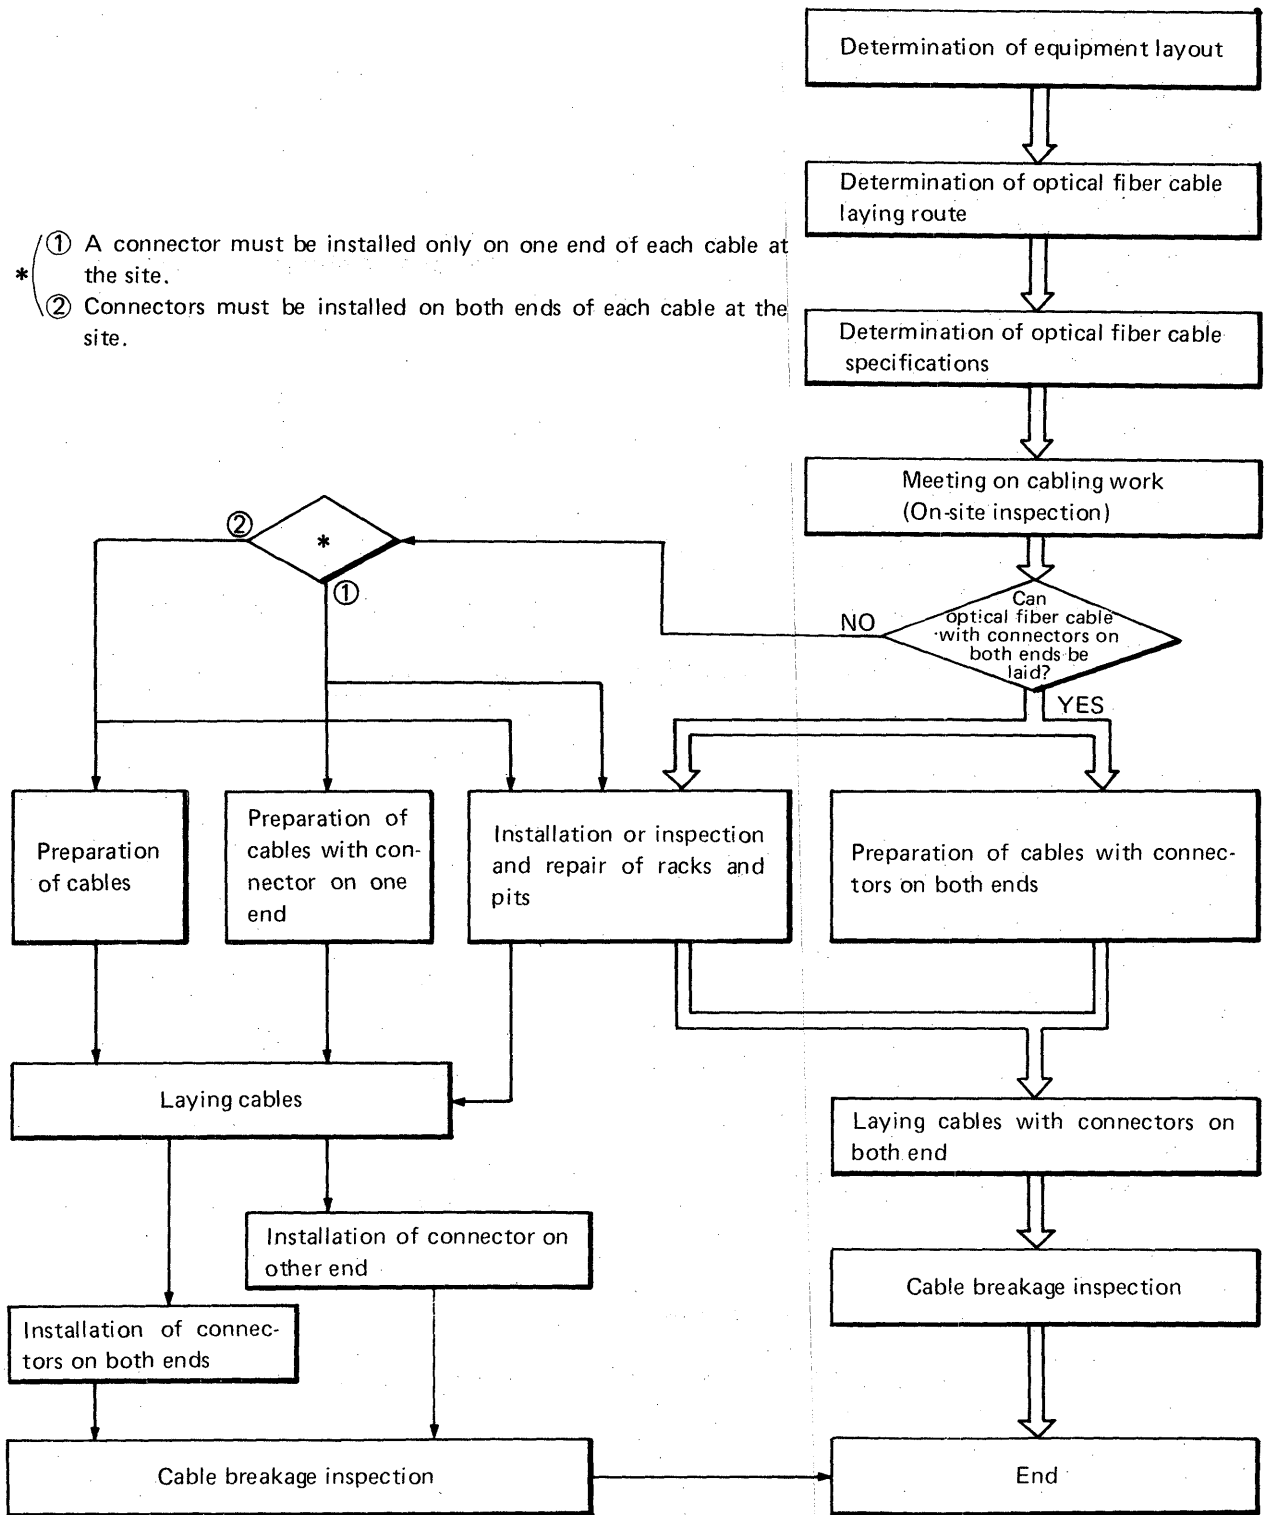 Determination of equipment layout
Determination of optical fiber cable
laying route
① A connector must be installed only on one end of each cable at
the site.
*
② Connectors must be installed on both ends of each cable at the
site.
Determination of optical fiber cable
specifications
Meeting on cabling work
(On-site inspection)
②
*
①
NO
Can
optical fiber cable
with connectors on
both ends be
laid?
YES
Preparation
of cables
Preparation of
cables with con-
nector on one
end
Installation or inspection
and repair of racks and
pits
Preparation of cables with connec-
tors on both ends
Laying cables
Laying cables with connectors on
both end
Installation of connector on
other end
Cable breakage inspection
Installation of connec-
tors on both ends
Cable breakage inspection
End